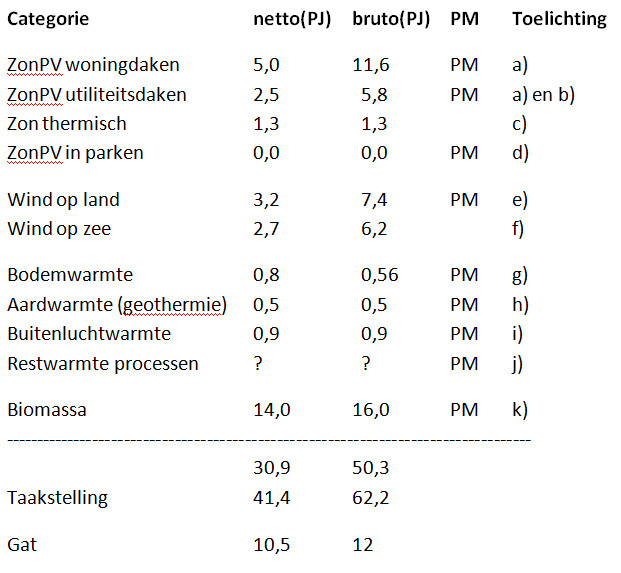 Categorie netto(PJ) bruto(PJ) PM Toelichting
ZonPV woningdaken 5,0 11,6 PM a)
ZonPV utiliteitsdaken 2,5 5,8 PM a) en b)
Zon thermisch 1,3 1,3 c)
ZonPV in parken 0,0 0,0 PM d)
Wind op land 3,2 7,4 PM e)
Wind op zee 2,7 6,2 f)
Bodemwarmte 0,8 0,56 PM g)
Aardwarmte (geothermie) 0,5 0,5 PM h)
Buitenluchtwarmte 0,9 0,9 PM i)
Restwarmte processen ? ? PM j)
Biomassa 14,0 16,0 PM k)
30,9 50,3
Taakstelling 41,4 62,2
Gat 10,5 12